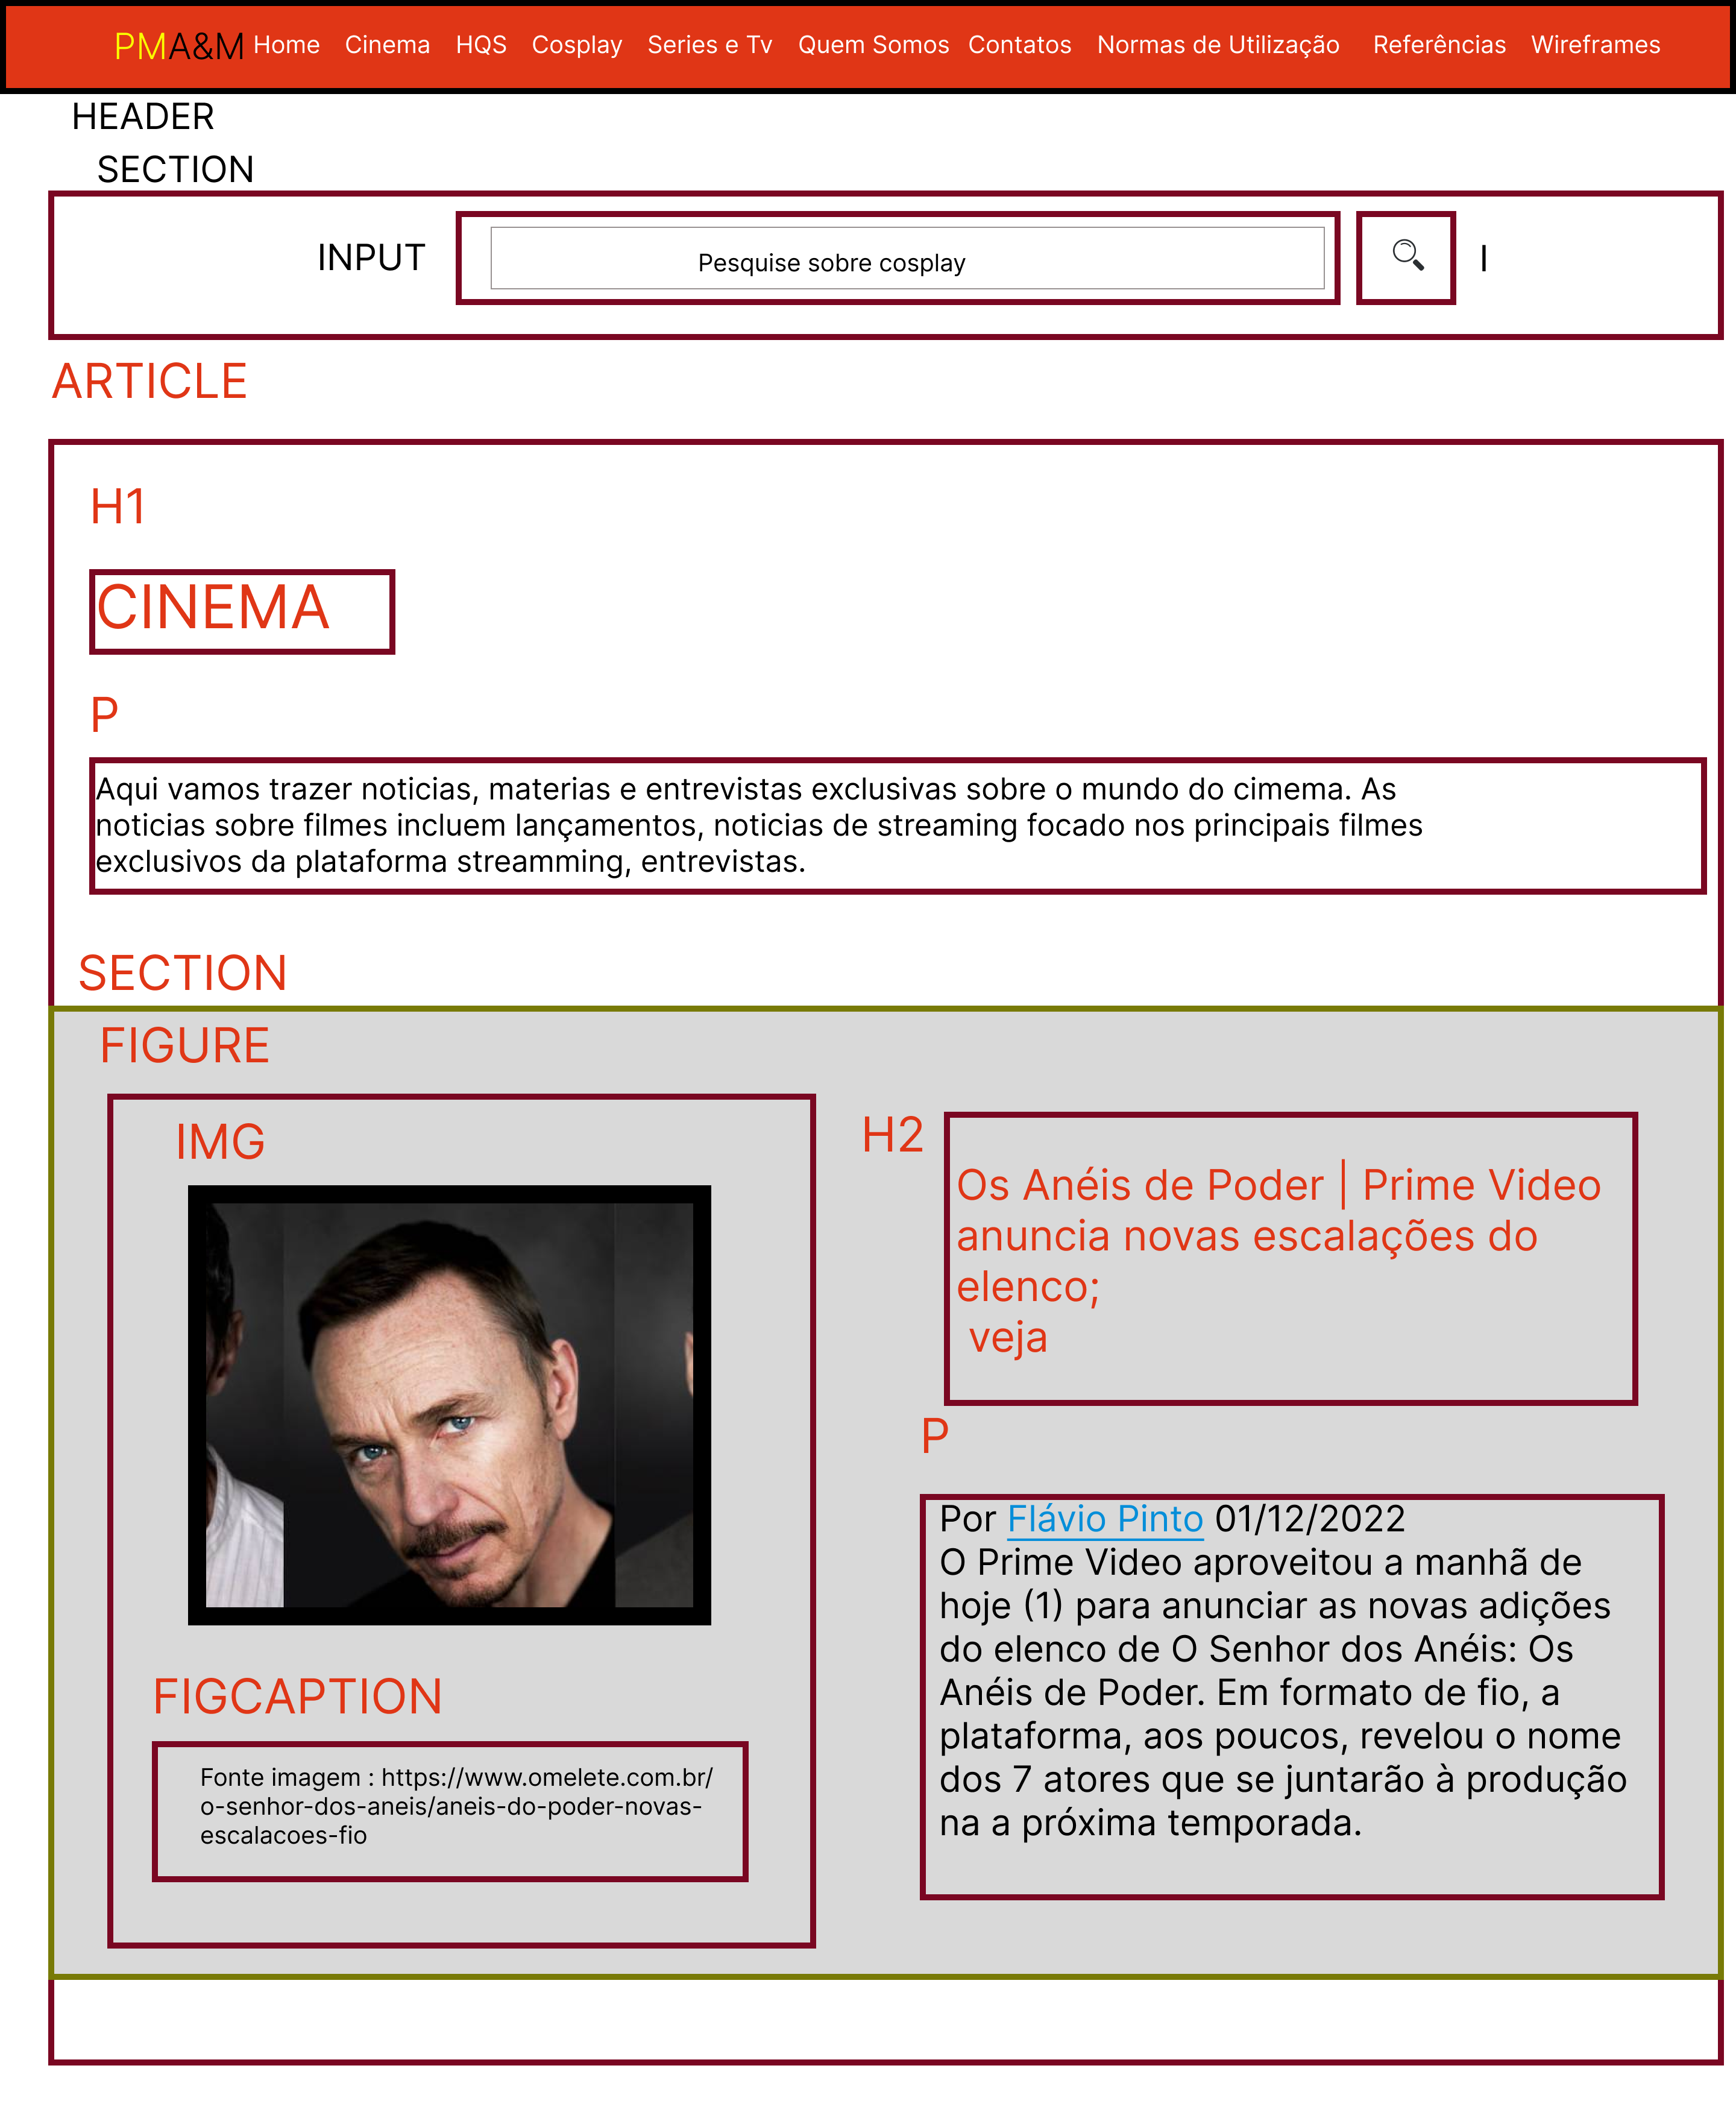 PMA&M Home Cinema HQS Cosplay Series e Tv Quem Somos Contatos Normas de Utilização Referências Wireframes
HEADER
SECTION
INPUT
Pesquise sobre cosplay
I
ARTICLE
H1
CINEMA
P
Aqui vamos trazer noticias, materias e entrevistas exclusivas sobre o mundo do cimema. As
noticias sobre filmes incluem lançamentos, noticias de streaming focado nos principais filmes
exclusivos da plataforma streamming, entrevistas.
SECTION
FIGURE
IMG
FIGCAPTION
Fonte imagem : https://www.omelete.com.br/
o-senhor-dos-aneis/aneis-do-poder-novas-
escalacoes-fio
H2
Os Anéis de Poder | Prime Video
anuncia novas escalações do
elenco;
veja
P
Por Flávio Pinto 01/12/2022
O Prime Video aproveitou a manhã de
hoje (1) para anunciar as novas adições
do elenco de O Senhor dos Anéis: Os
Anéis de Poder. Em formato de fio, a
plataforma, aos poucos, revelou o nome
dos 7 atores que se juntarão à produção
na a próxima temporada.